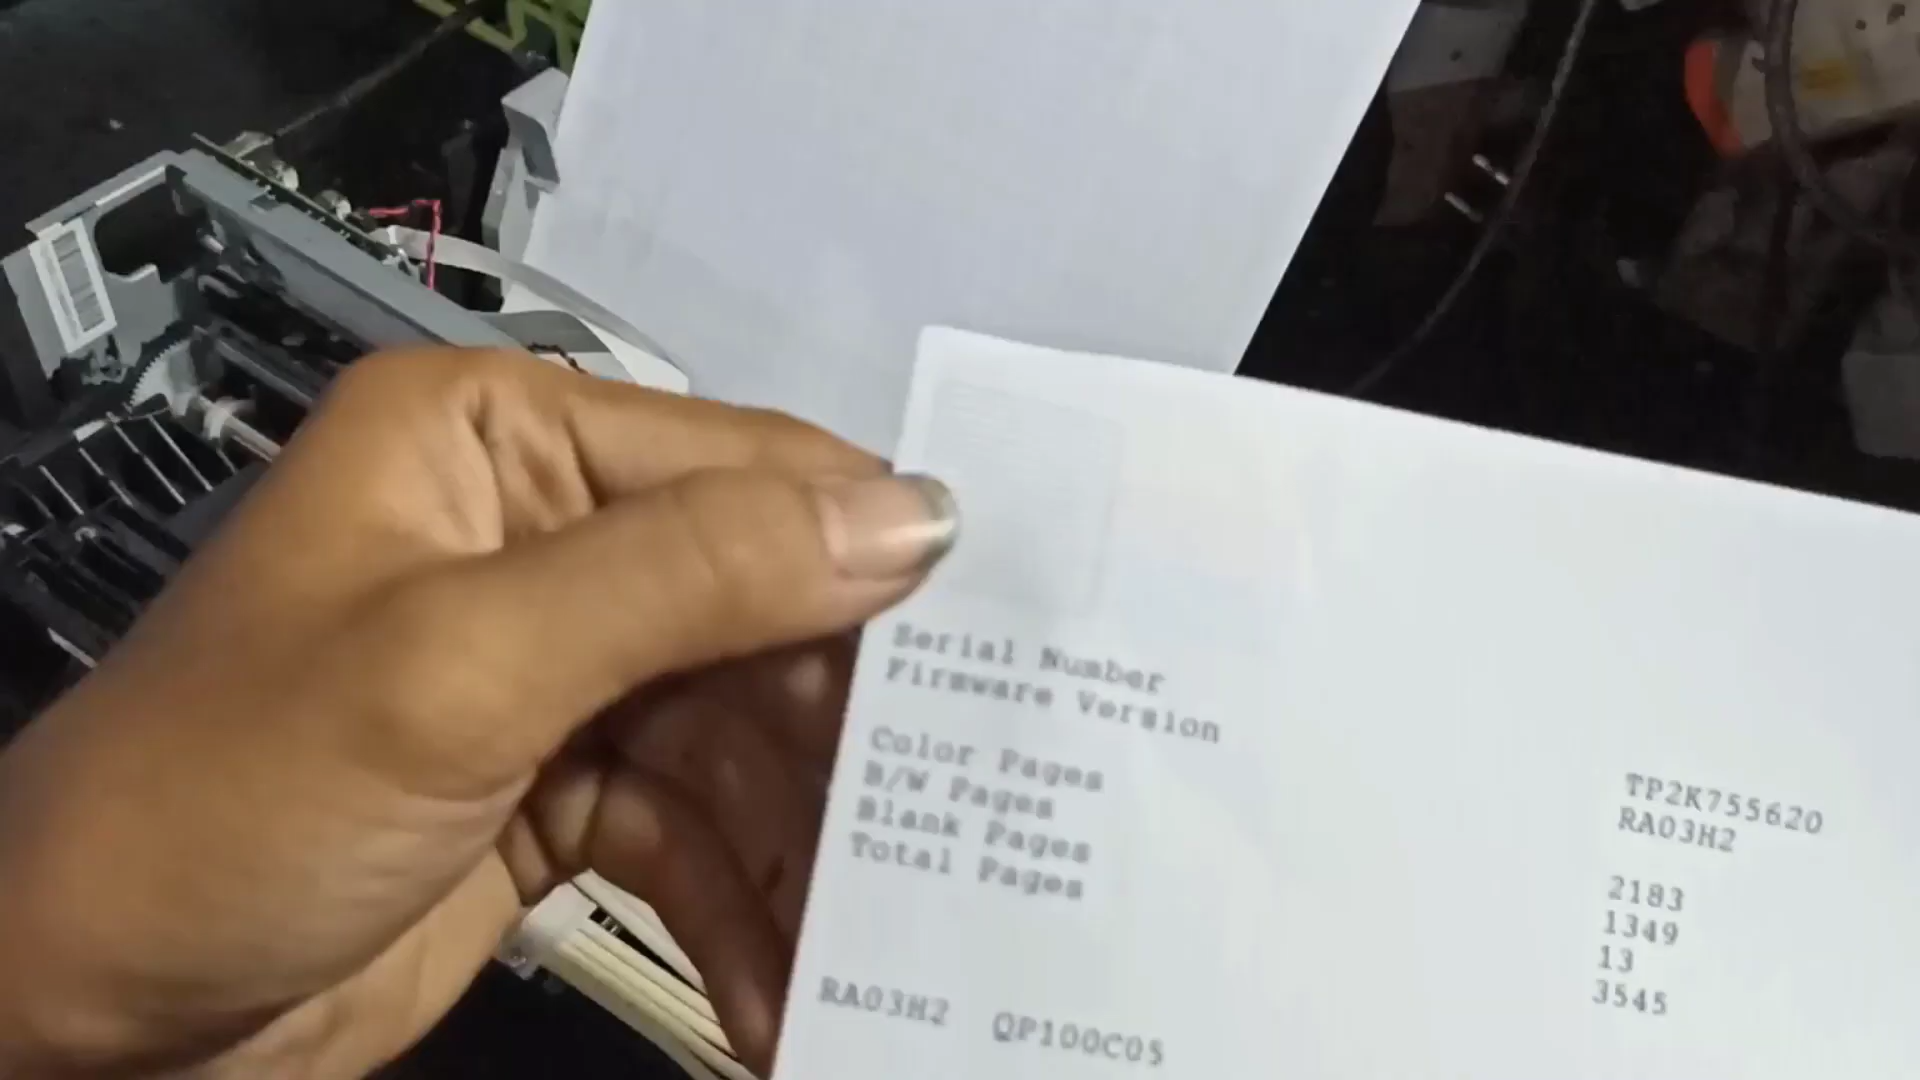 Serial Number TP2K755620
Firmware Version RA03H2
Color Pages 2183
B/W Pages 1349
Blank Pages 13
Total Pages 3545
RA03H2 QP100C05